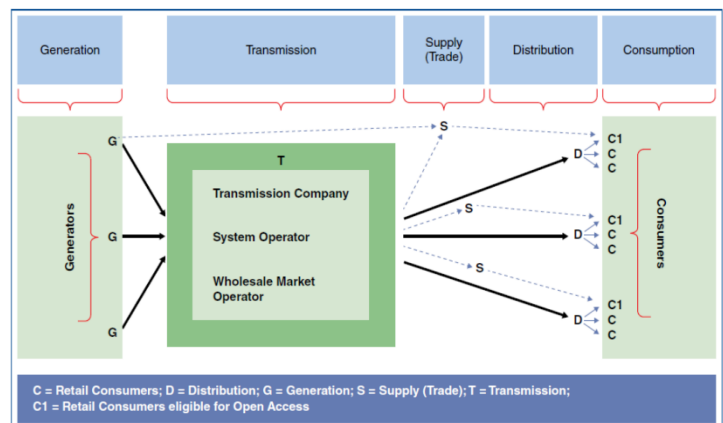 Generation
Transmission
Supply
(Trade)
Distribution
Consumption
Generators
G
G
G
T
Transmission Company
System Operator
Wholesale Market
Operator
S
S
S
D
D
D
C1
C
C
C1
C
C
C1
C
C
Consumers
C = Retail Consumers; D = Distribution; G = Generation; S = Supply (Trade); T = Transmission;
C1 = Retail Consumers eligible for Open Access